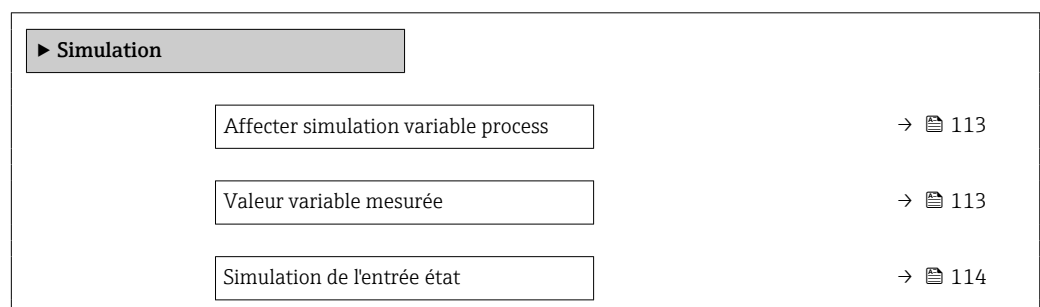 ▶ Simulation
Affecter simulation variable process → 113
Valeur variable mesurée → 113
Simulation de l'entrée état → 114